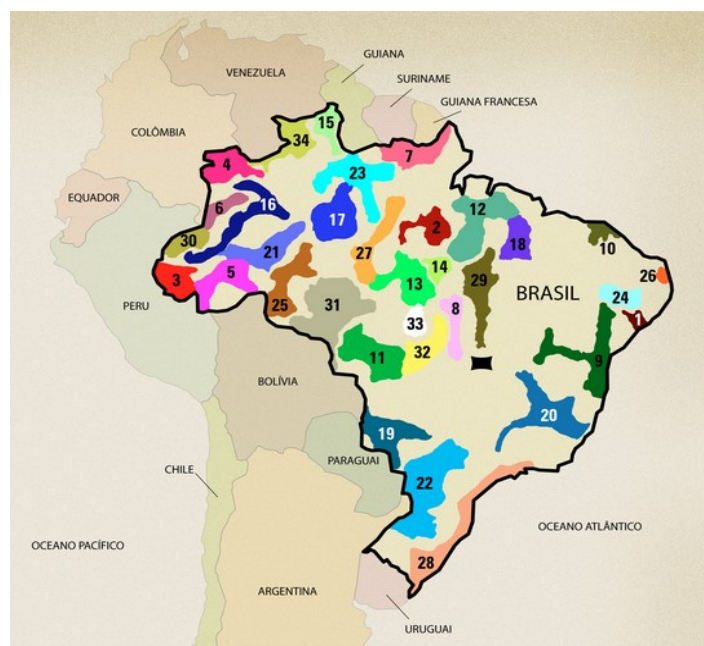 GUIANA
VENEZUELA
SURINAME
GUIANA FRANCESA
COLÔMBIA
15
34
7
4
23
EQUADOR
6
16
17
2
12
18
10
30
21
27
14
29
26
3
5
25
13
BRASIL
24
PERU
31
8
1
33
11
32
9
BOLÍVIA
20
19
PARAGUAI
CHILE
22
OCEANO PACÍFICO
OCEANO ATLÂNTICO
28
ARGENTINA
URUGUAI